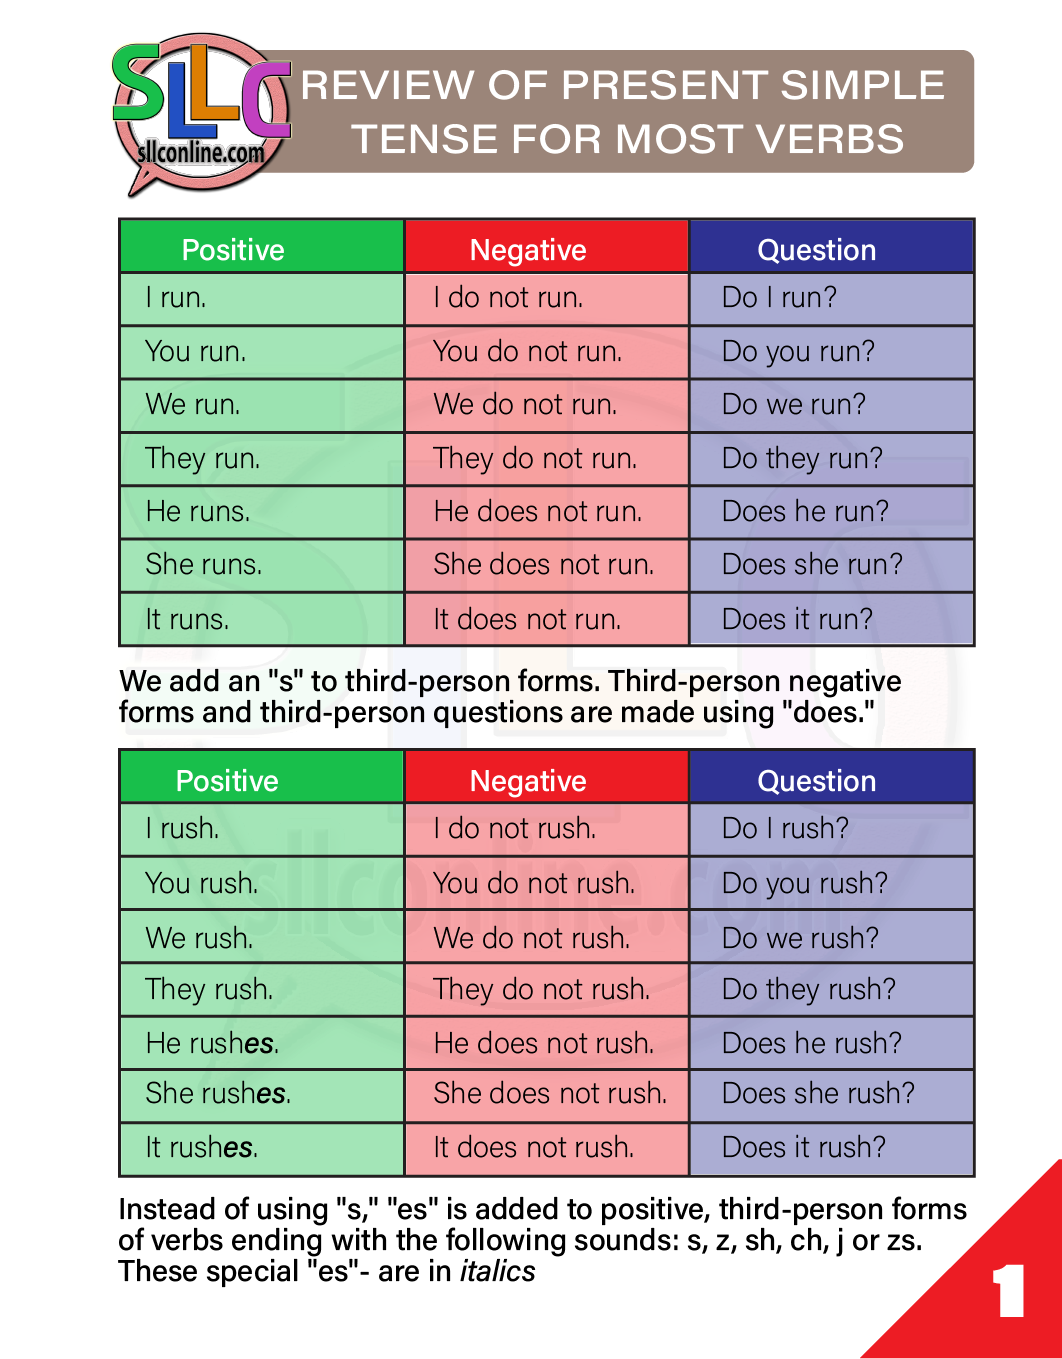 SLLC
sllconline.com
REVIEW OF PRESENT SIMPLE
TENSE FOR MOST VERBS
Positive Negative Question
I run. I do not run. Do I run?
You run. You do not run. Do you run?
We run. We do not run. Do we run?
They run. They do not run. Do they run?
He runs. He does not run. Does he run?
She runs. She does not run. Does she run?
It runs. It does not run. Does it run?
We add an "s" to third-person forms. Third-person negative
forms and third-person questions are made using "does."
Positive Negative Question
I rush. I do not rush. Do I rush?
You rush. You do not rush. Do you rush?
We rush. We do not rush. Do we rush?
They rush. They do not rush. Do they rush?
He rushes. He does not rush. Does he rush?
She rushes. She does not rush. Does she rush?
It rushes. It does not rush. Does it rush?
SLLC
sllconline.com
Instead of using "s," "es" is added to positive, third-person forms
of verbs ending with the following sounds: s, z, sh, ch, j or zs.
These special "es"- are in italics
1